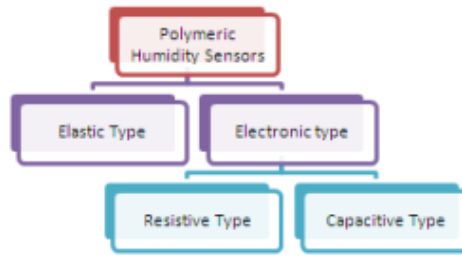 Polymeric
Humidity Sensors
Elastic Type
Electronic type
Resistive Type
Capacitive Type